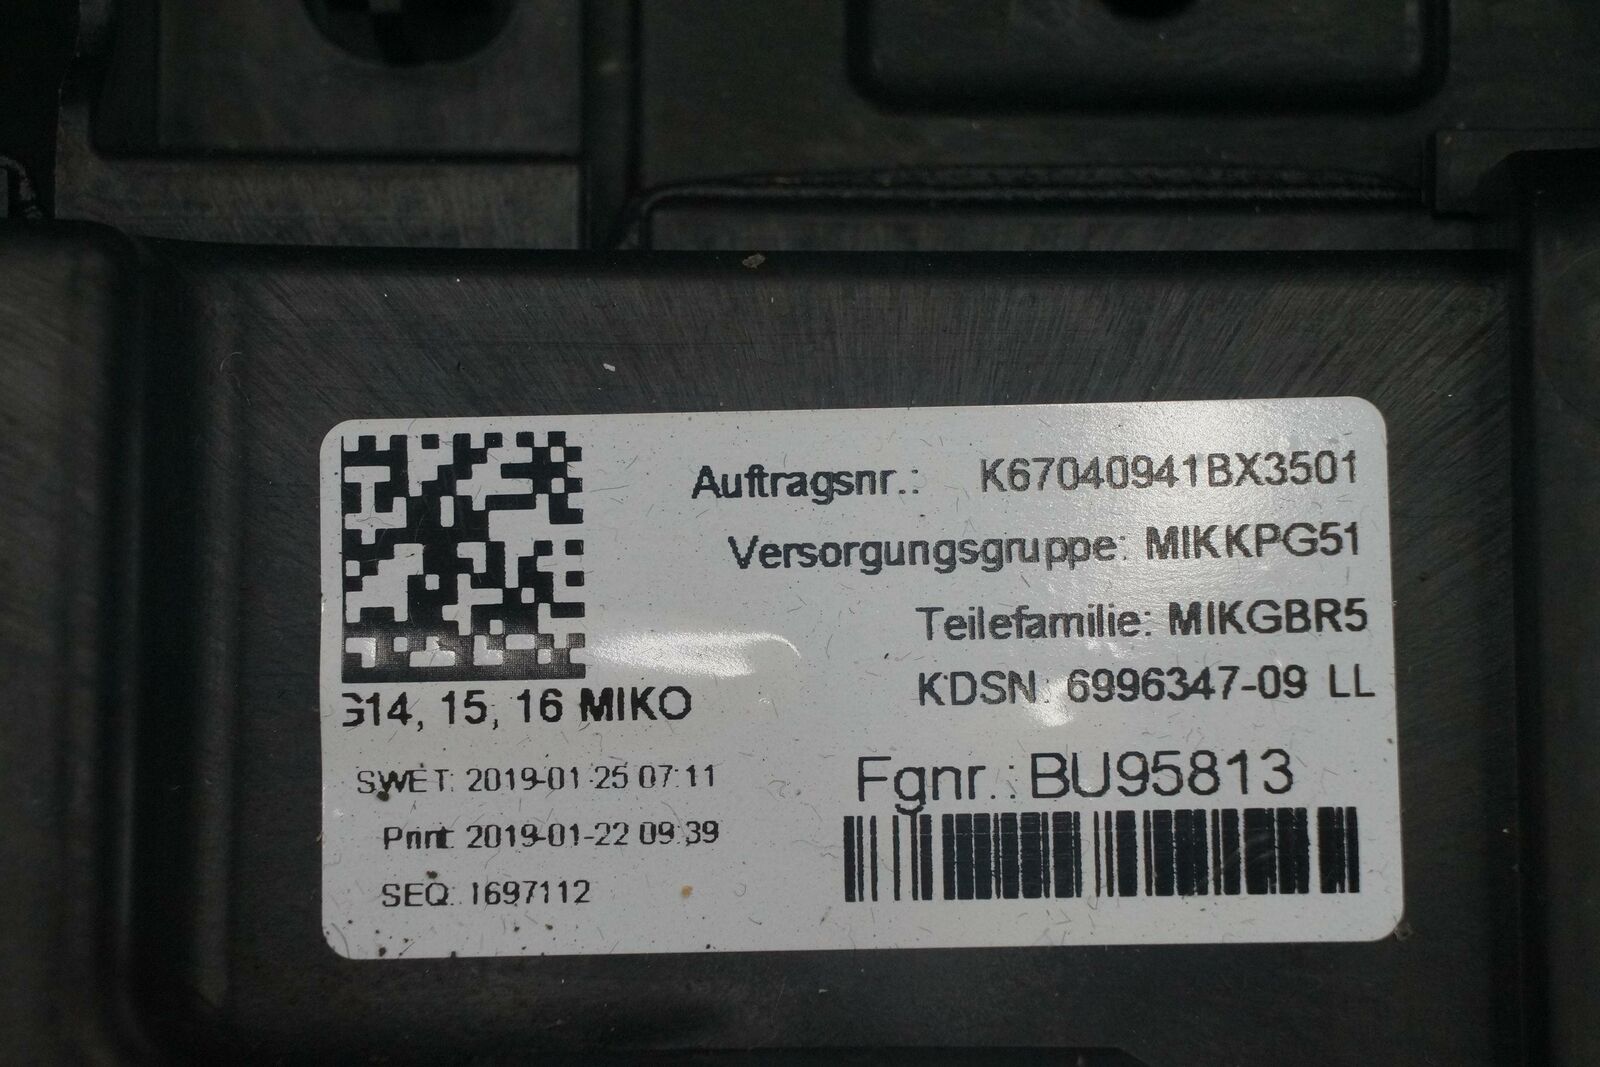 Auftragsnr.: K67040941BX3501
Versorgungsgruppe: MIKKPG51
Teilefamilie: MIKGBR5
KDSN: 6996347-09 LL
G14, 15, 16 MIKO
Fgnr.: BU95813
SWET: 2019-01-25 07:11
Print: 2019-01-22 09:39
SEQ: 1697112